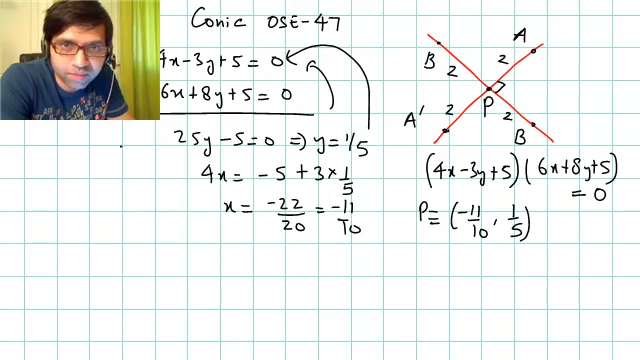 Conic OSE-47
4x-3y+5=0
6x+8y+5=0
25y-5=0 => y=1/5
4x = -5 + 3 × 1/5
x = -22/20 = -11/10
A
B
2
2
P
A'
2
2
B
(4x-3y+5)(6x+8y+5)
= 0
P ≡ (-11/10, 1/5)